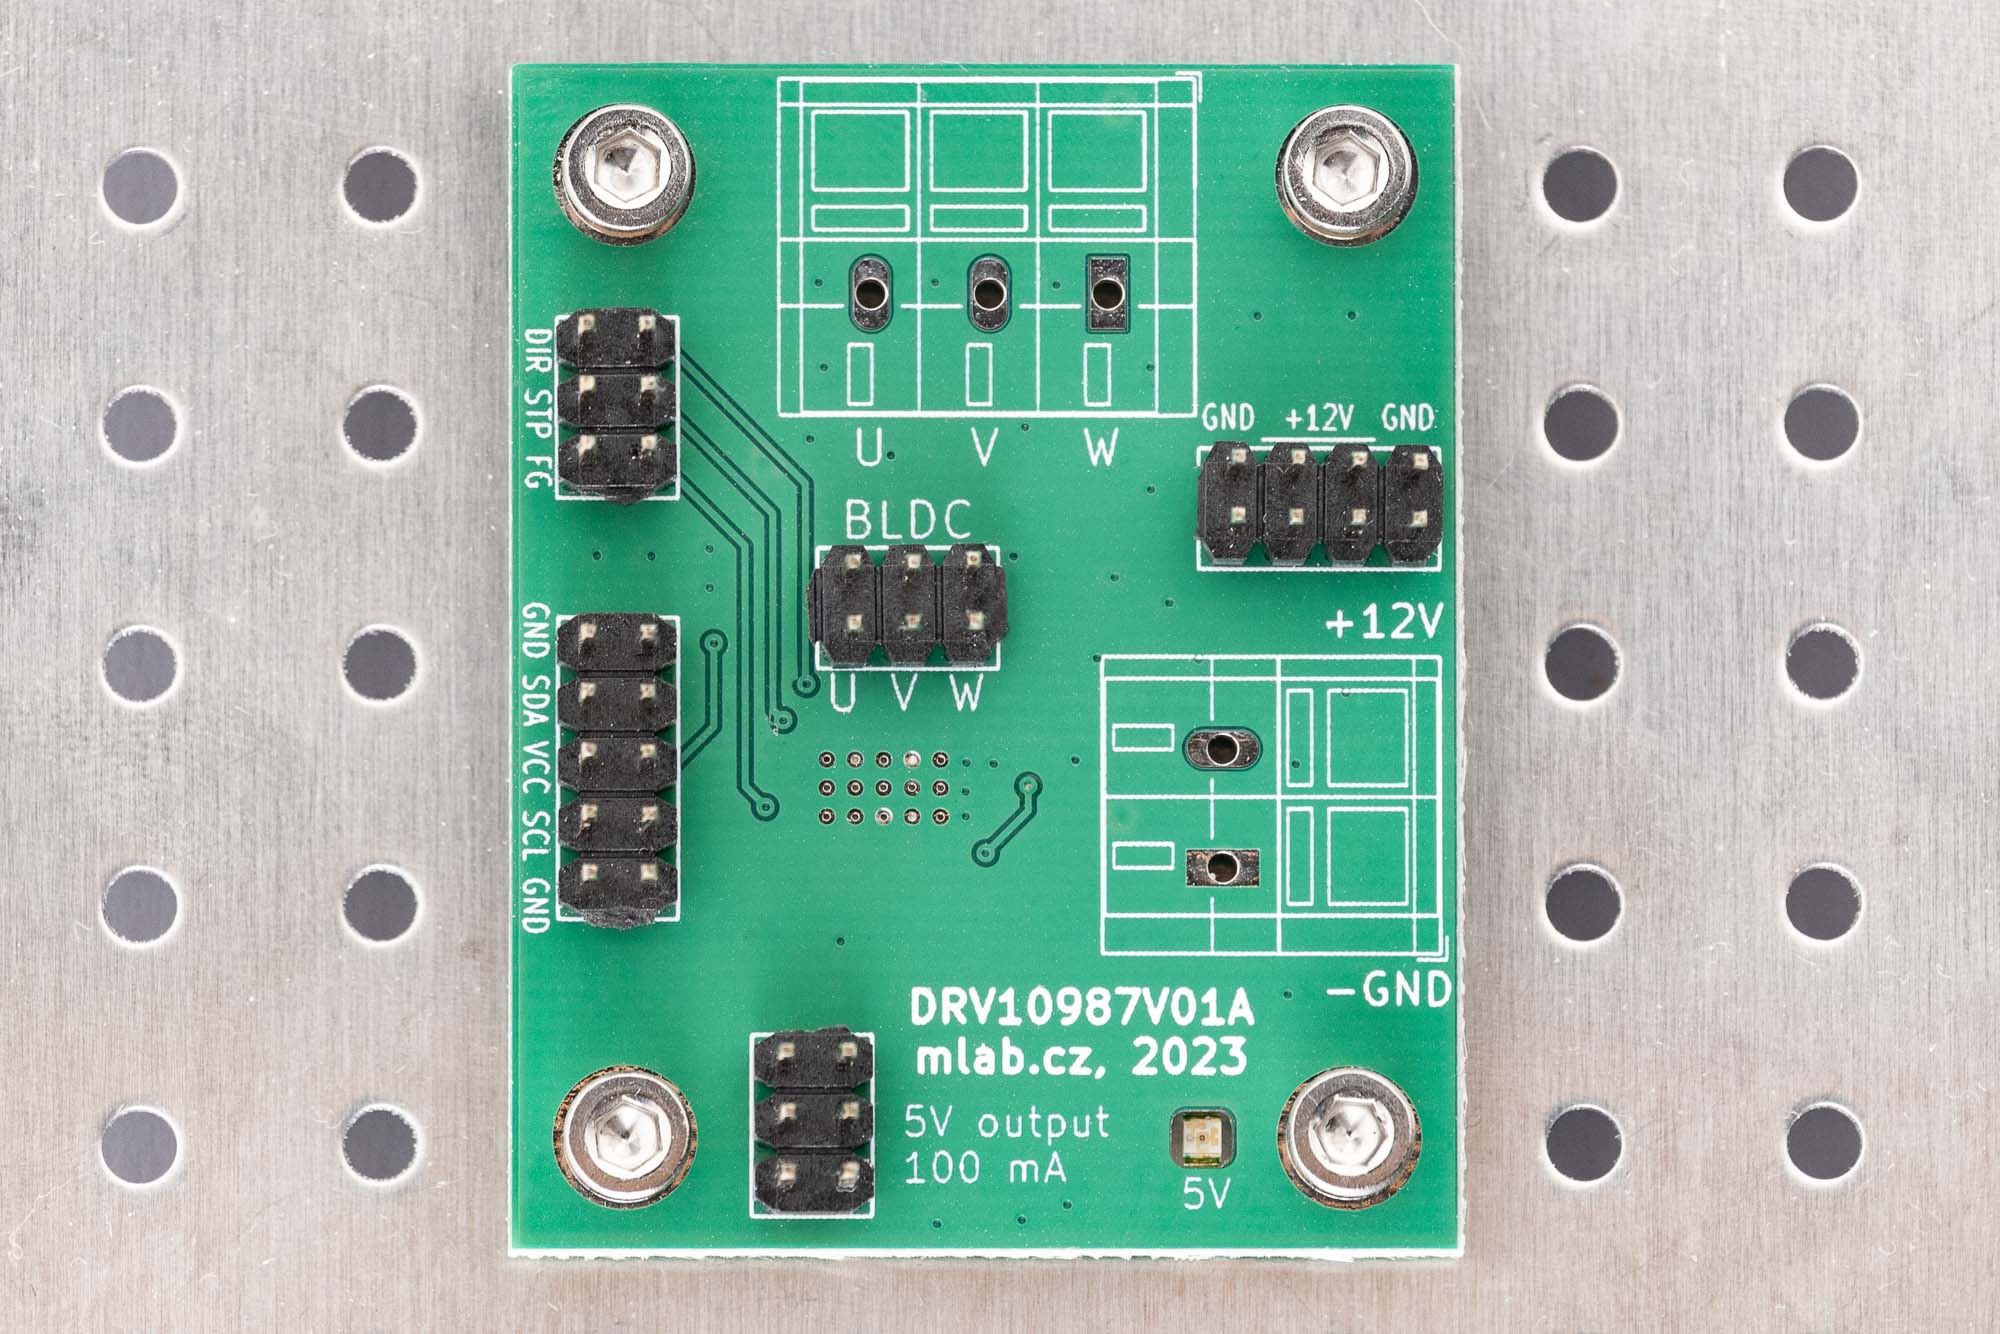 DIR STP FG
U V W
GND +12V GND
BLDC
U V W
+12V
GND SDA VCC SCL GND
-GND
DRV10987V01A
mlab.cz, 2023
5V output
100 mA
5V